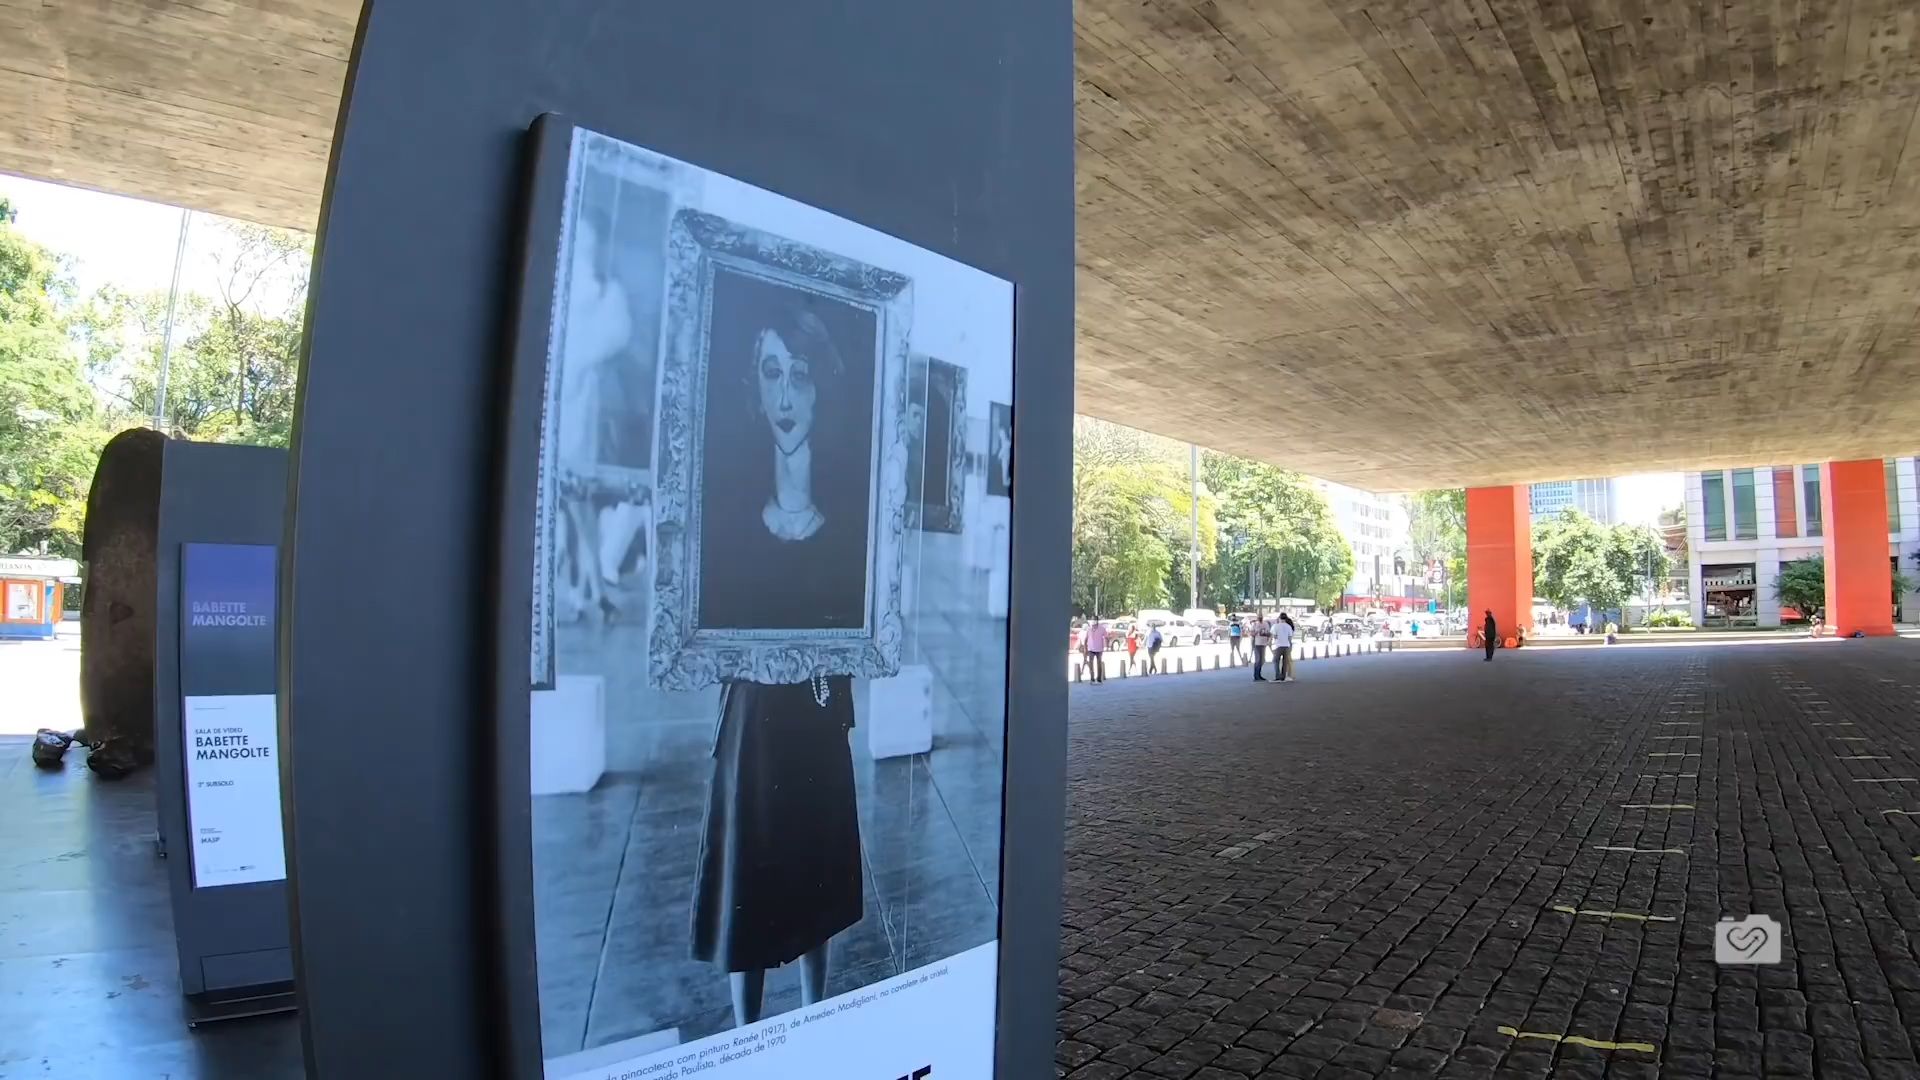 BABETTE
MANGOLTE
SALA DE VÍDEO
BABETTE
MANGOLTE
2º SUBSOLO
MASP
da pinacoteca com pintura Renée (1917), de Amedeo Modigliani, no cavalete de cristal
Paulista, década de 1970